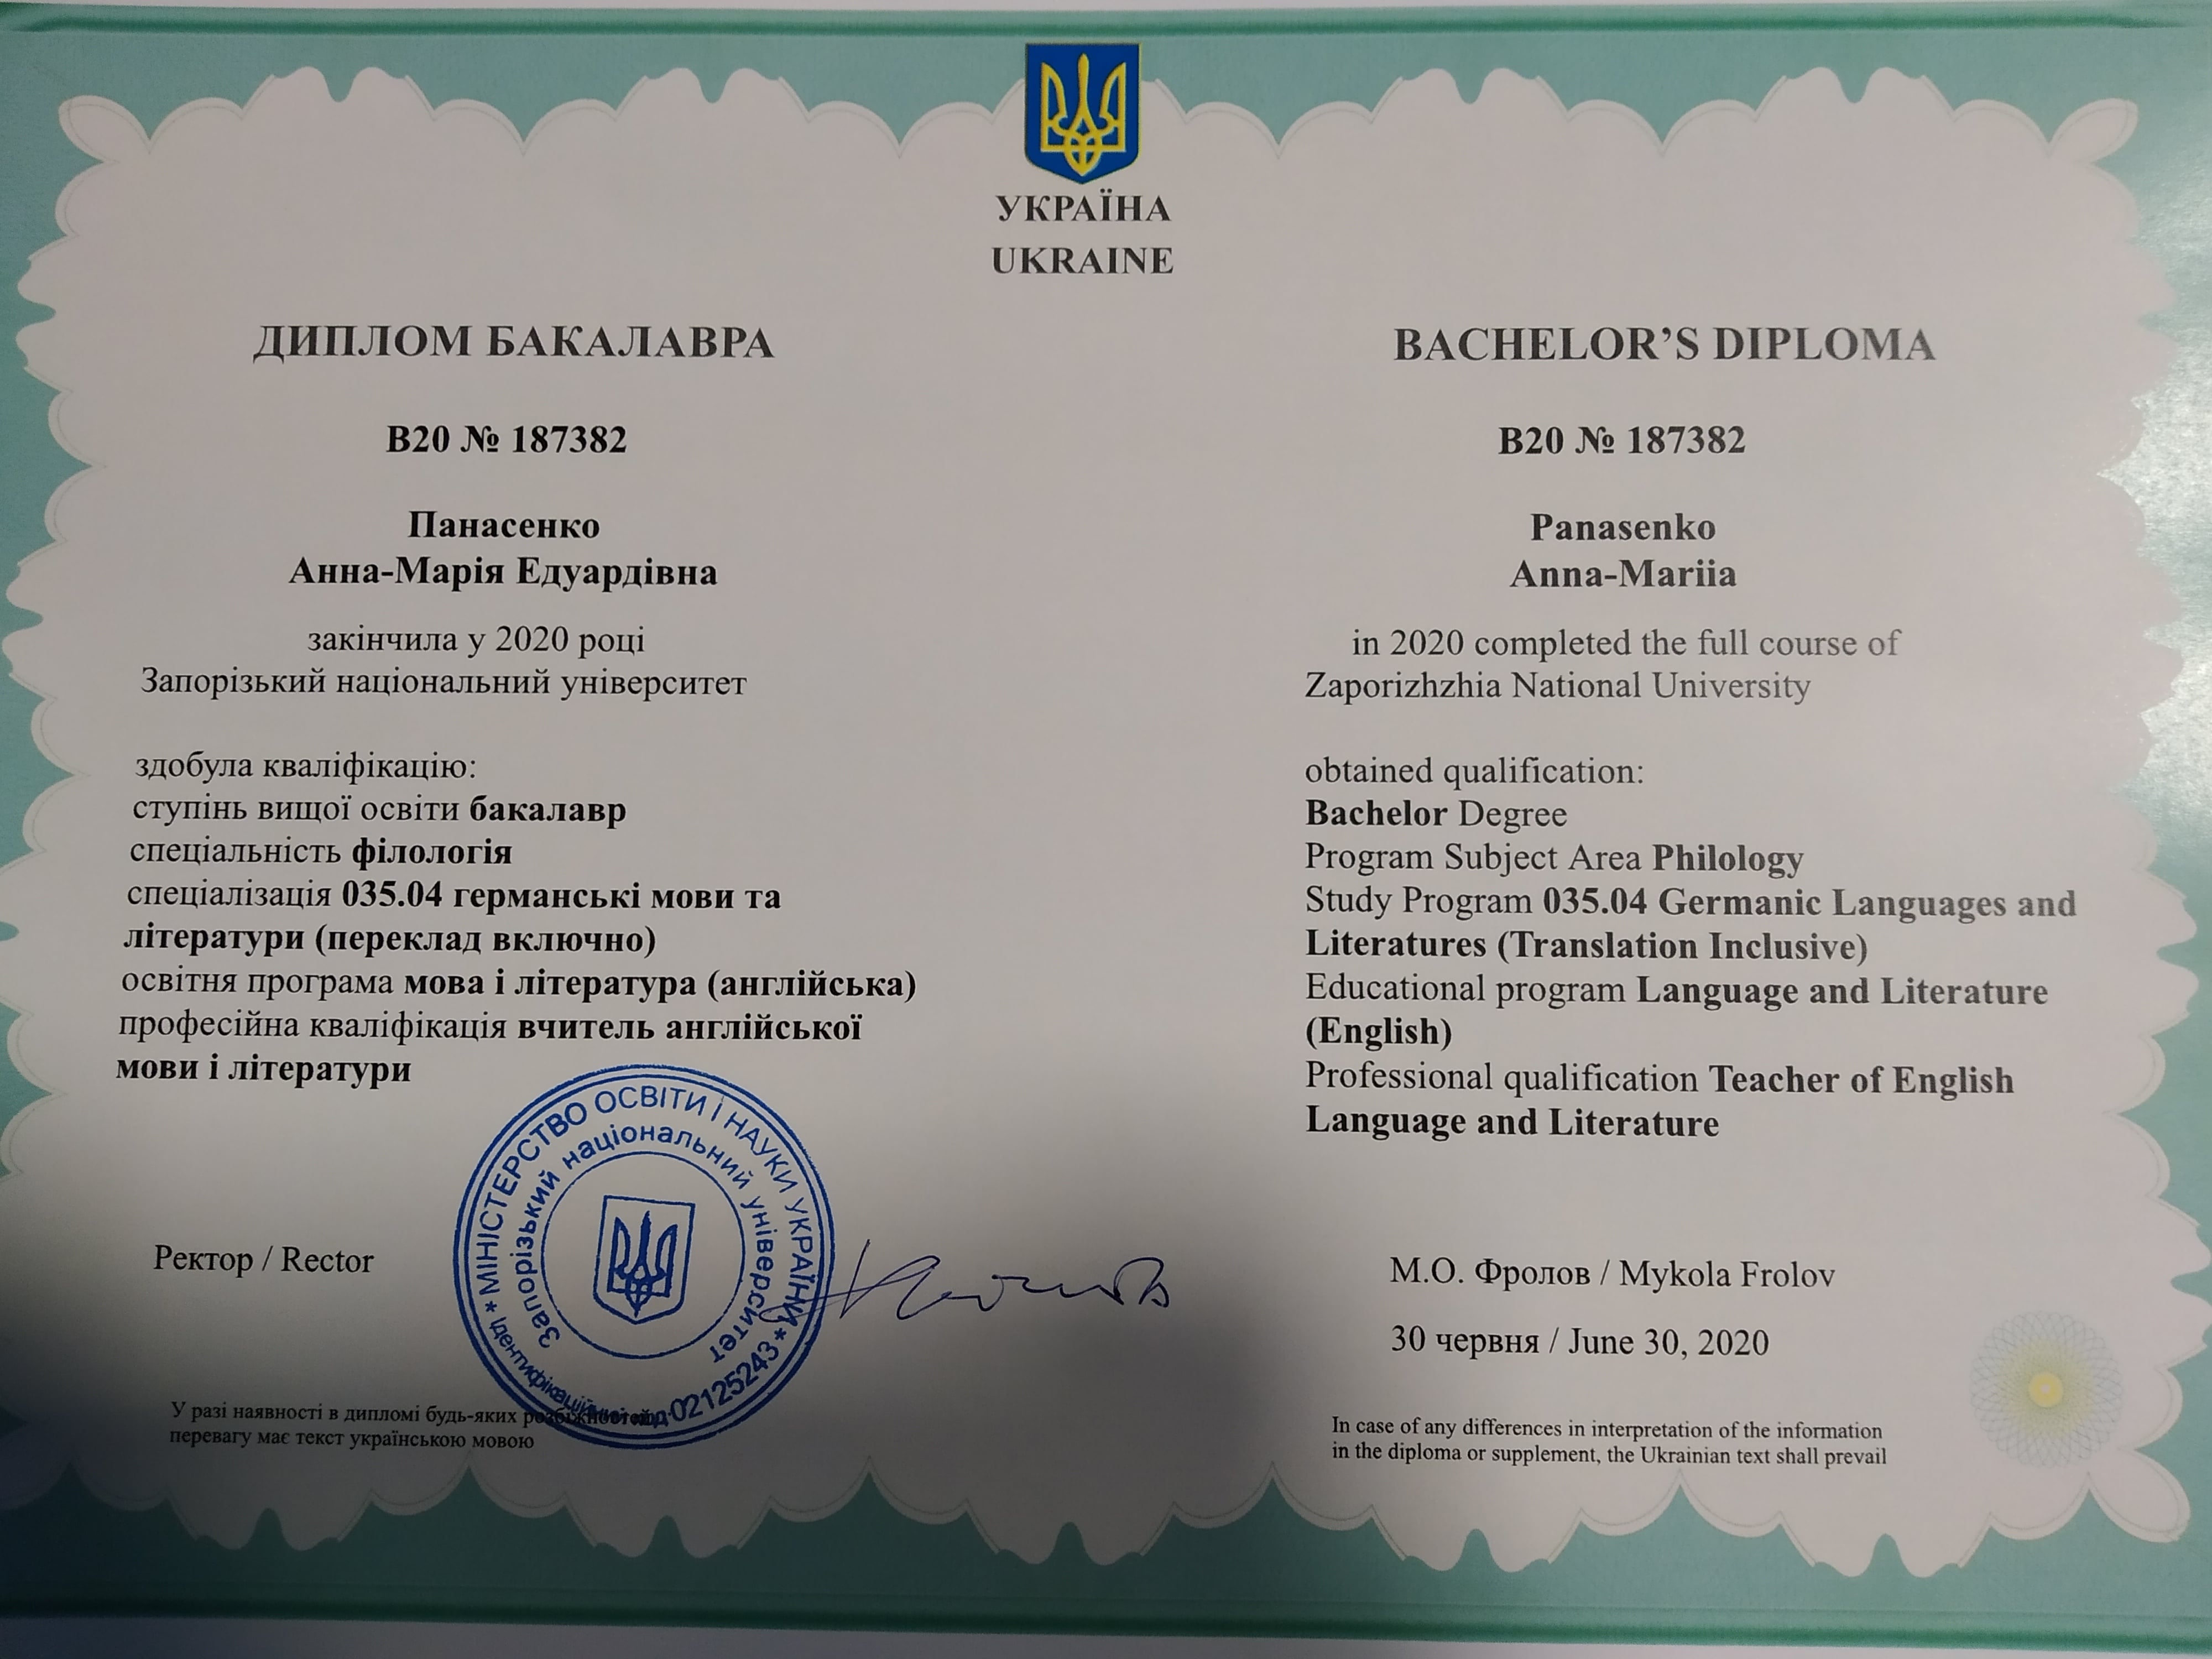 УКРАЇНА
UKRAINE
ДИПЛОМ БАКАЛАВРА
В20 № 187382
Панасенко
Анна-Марія Едуардівна
закінчила у 2020 році
Запорізький національний університет
здобула кваліфікацію:
ступінь вищої освіти бакалавр
спеціальність філологія
спеціалізація 035.04 германські мови та
літератури (переклад включно)
освітня програма мова і література (англійська)
професійна кваліфікація вчитель англійської
мови і літератури
Ректор / Rector
* МІНІСТЕРСТВО ОСВІТИ І НАУКИ УКРАЇНИ *
Ідентифікаційний код 02125243
Запорізький національний університет
У разі наявності в дипломі будь-яких розбіжностей
перевагу має текст українською мовою
BACHELOR’S DIPLOMA
B20 № 187382
Panasenko
Anna-Mariia
in 2020 completed the full course of
Zaporizhzhia National University
obtained qualification:
Bachelor Degree
Program Subject Area Philology
Study Program 035.04 Germanic Languages and
Literatures (Translation Inclusive)
Educational program Language and Literature
(English)
Professional qualification Teacher of English
Language and Literature
М.О. Фролов / Mykola Frolov
30 червня / June 30, 2020
In case of any differences in interpretation of the information
in the diploma or supplement, the Ukrainian text shall prevail